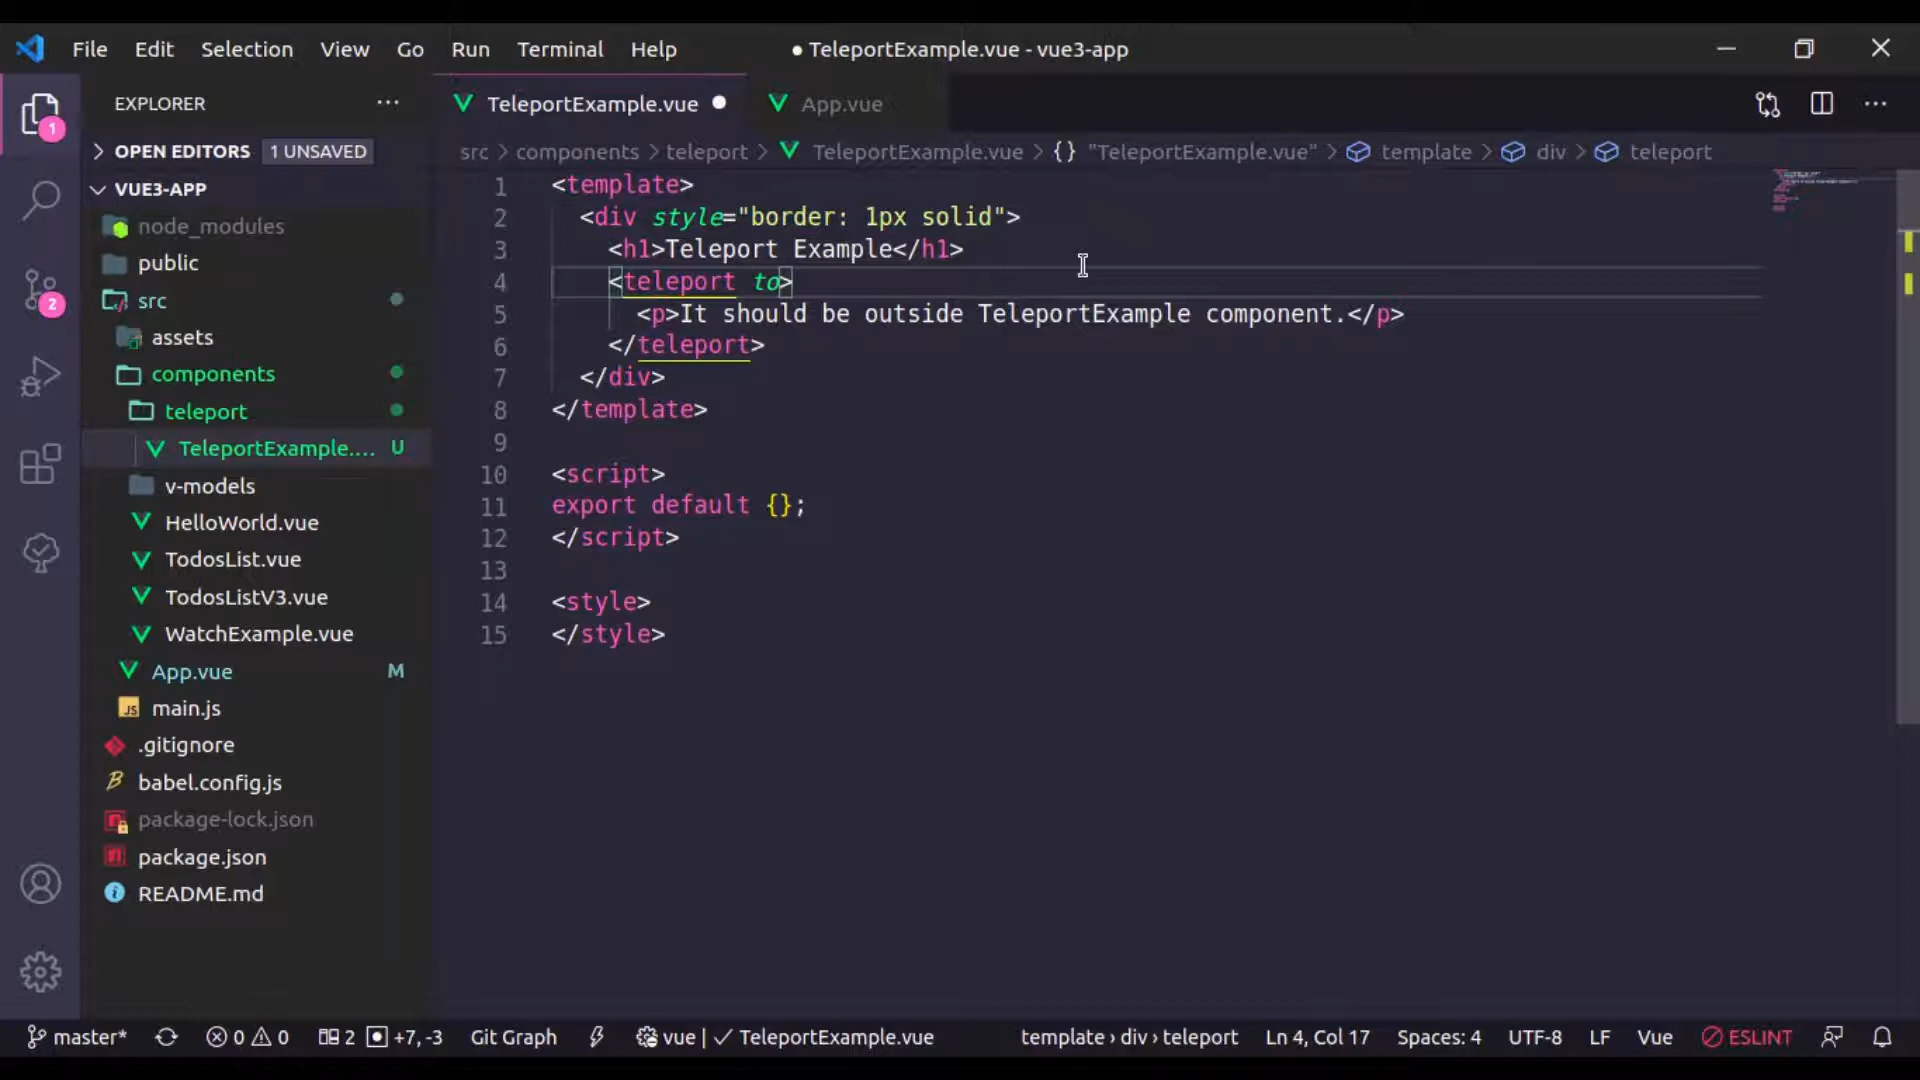 File Edit Selection View Go Run Terminal Help ● TeleportExample.vue - vue3-app
EXPLORER ...
1
OPEN EDITORS 1 UNSAVED
VUE3-APP
node_modules
public
src
2
assets
components
teleport
TeleportExample.... U
v-models
HelloWorld.vue
TodosList.vue
TodosListV3.vue
WatchExample.vue
App.vue M
JS main.js
.gitignore
babel.config.js
package-lock.json
package.json
README.md
TeleportExample.vue ● App.vue ...
src > components > teleport > TeleportExample.vue > {} "TeleportExample.vue" > template > div > teleport
1 <template>
2 <div style="border: 1px solid">
3 <h1>Teleport Example</h1>
4 <teleport to>
5 <p>It should be outside TeleportExample component.</p>
6 </teleport>
7 </div>
8 </template>
9
10 <script>
11 export default {};
12 </script>
13
14 <style>
15 </style>
master* 0 0 2 +7, -3 Git Graph vue | ✓ TeleportExample.vue template › div › teleport Ln 4, Col 17 Spaces: 4 UTF-8 LF Vue ESLINT